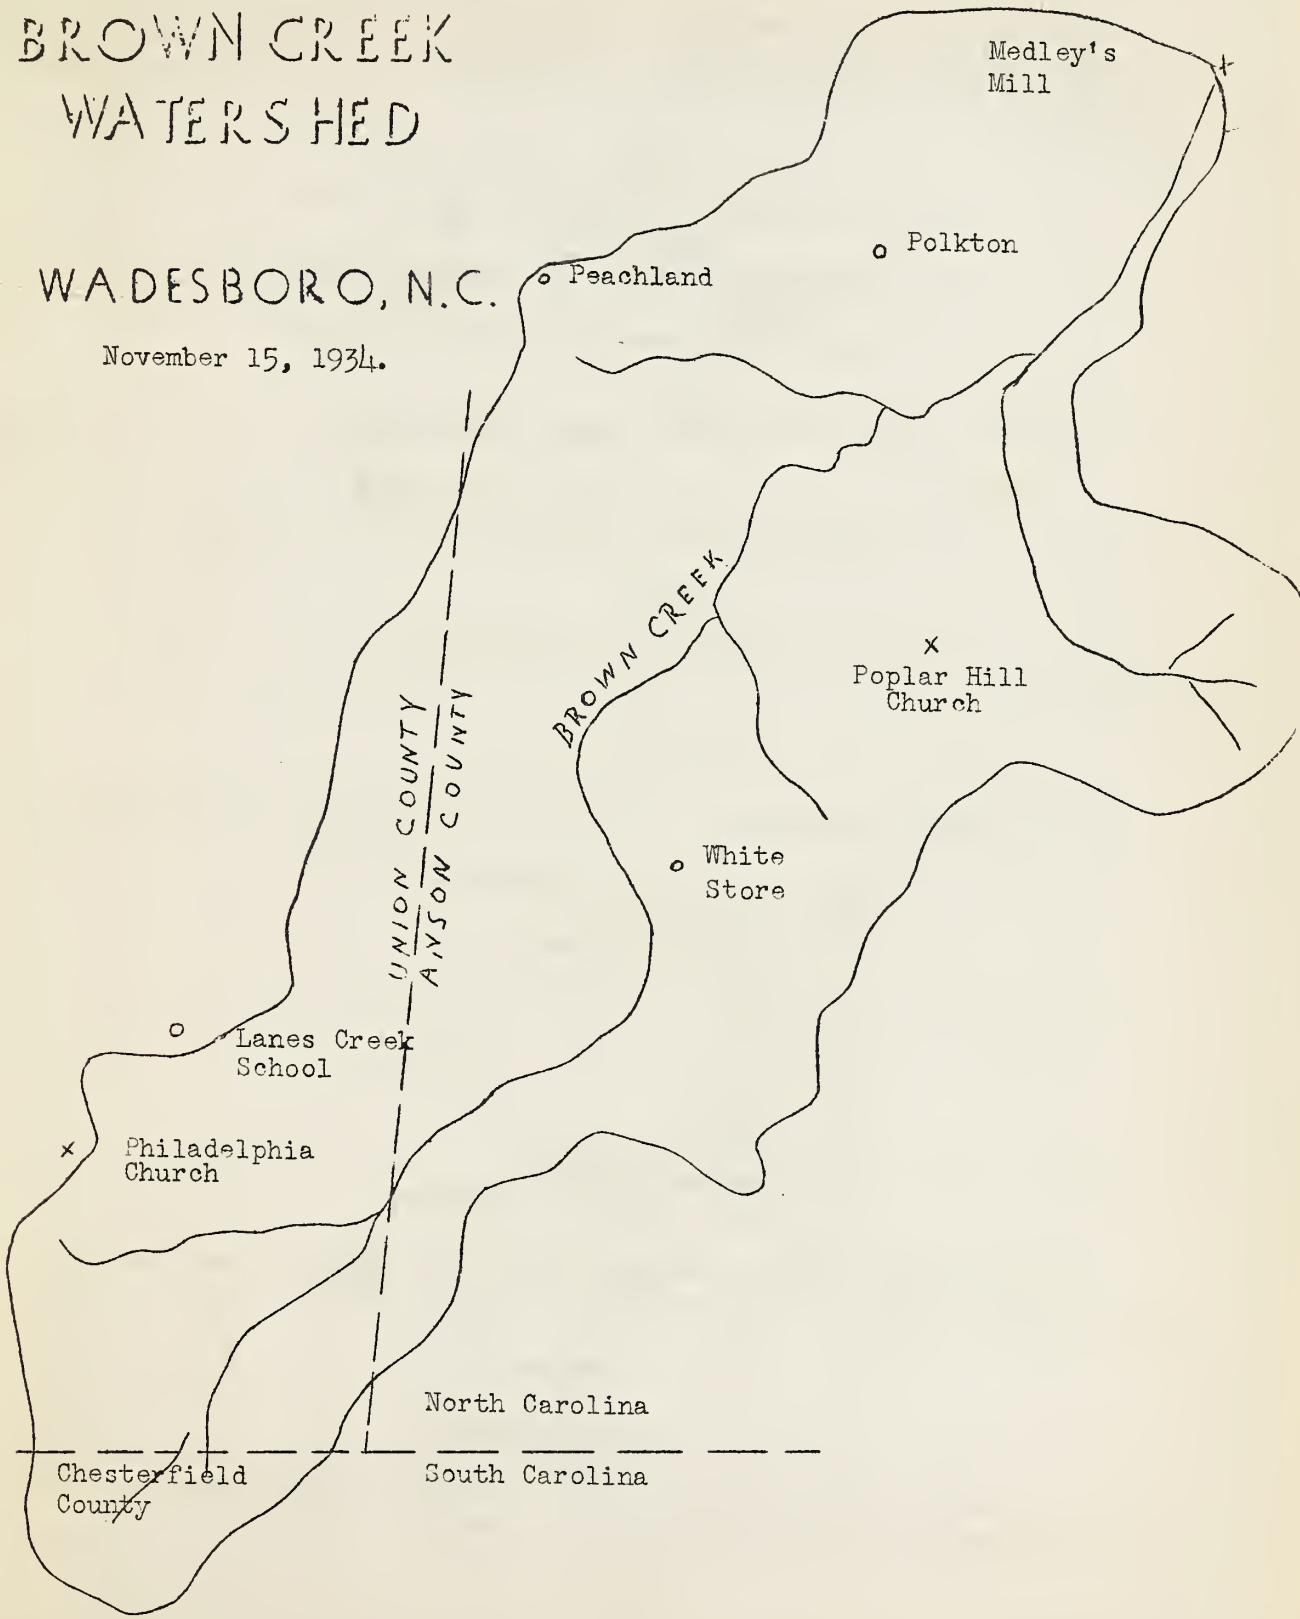 BROWN CREEK
WATERSHED
WADESBORO, N.C.
November 15, 1934.
Medley's
Mill
Polkton
Peachland
BROWN CREEK
Poplar Hill
Church
UNION COUNTY
ANSON COUNTY
White
Store
Lanes Creek
School
Philadelphia
Church
North Carolina
South Carolina
Chesterfield
County